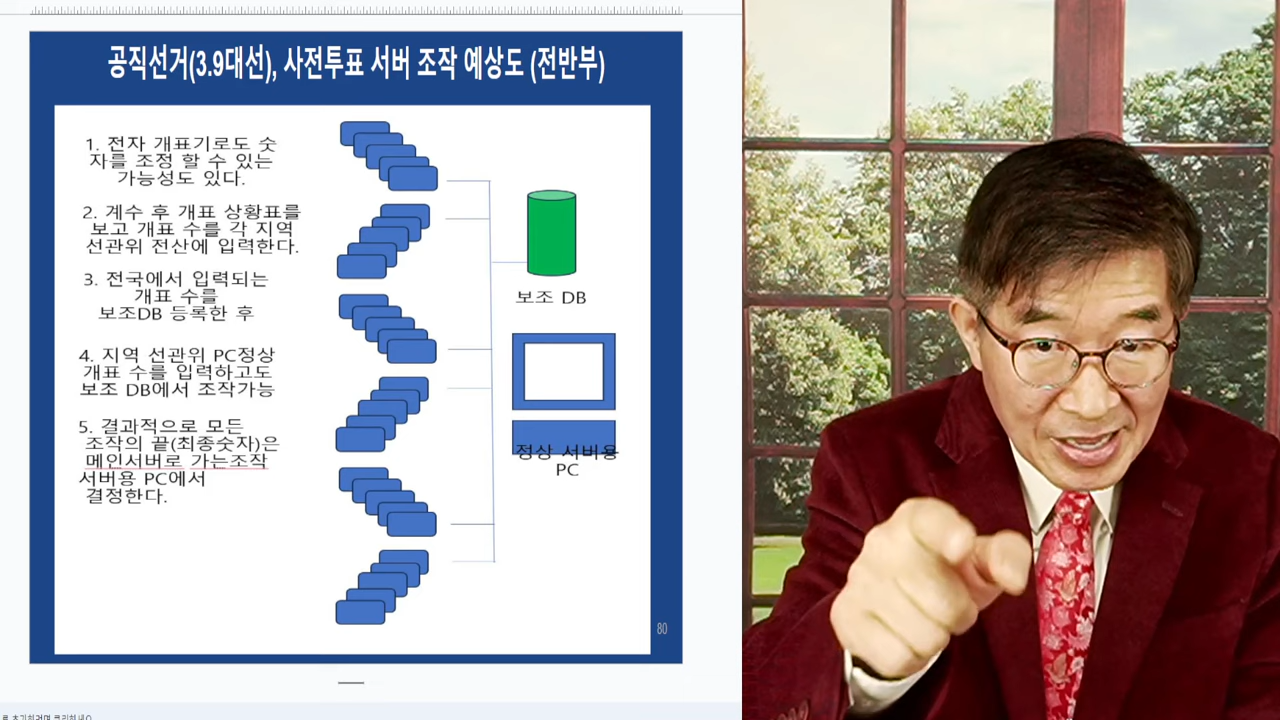 공직선거(3.9대선), 사전투표 서버 조작 예상도 (전반부)
1. 전자 개표기로도 숫
자를 조정 할 수 있는
가능성도 있다.
2. 계수 후 개표 상황표를
보고 개표 수를 각 지역
선관위 전산에 입력한다.
3. 전국에서 입력되는
개표 수를
보조DB 등록한 후
4. 지역 선관위 PC정상
개표 수를 입력하고도
보조 DB에서 조작가능
5. 결과적으로 모든
조작의 끝(최종숫자)은
메인서버로 가는조작
서버용 PC에서
결정한다.
보조 DB
정상 서버용
PC
80